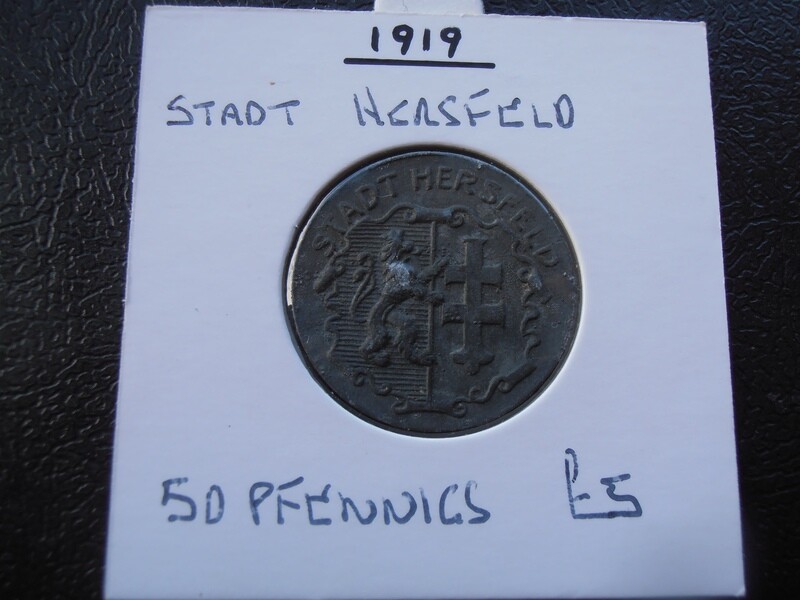 1919
STADT HERSFELD
STADT HERSFELD
50 PFENNIGS £5